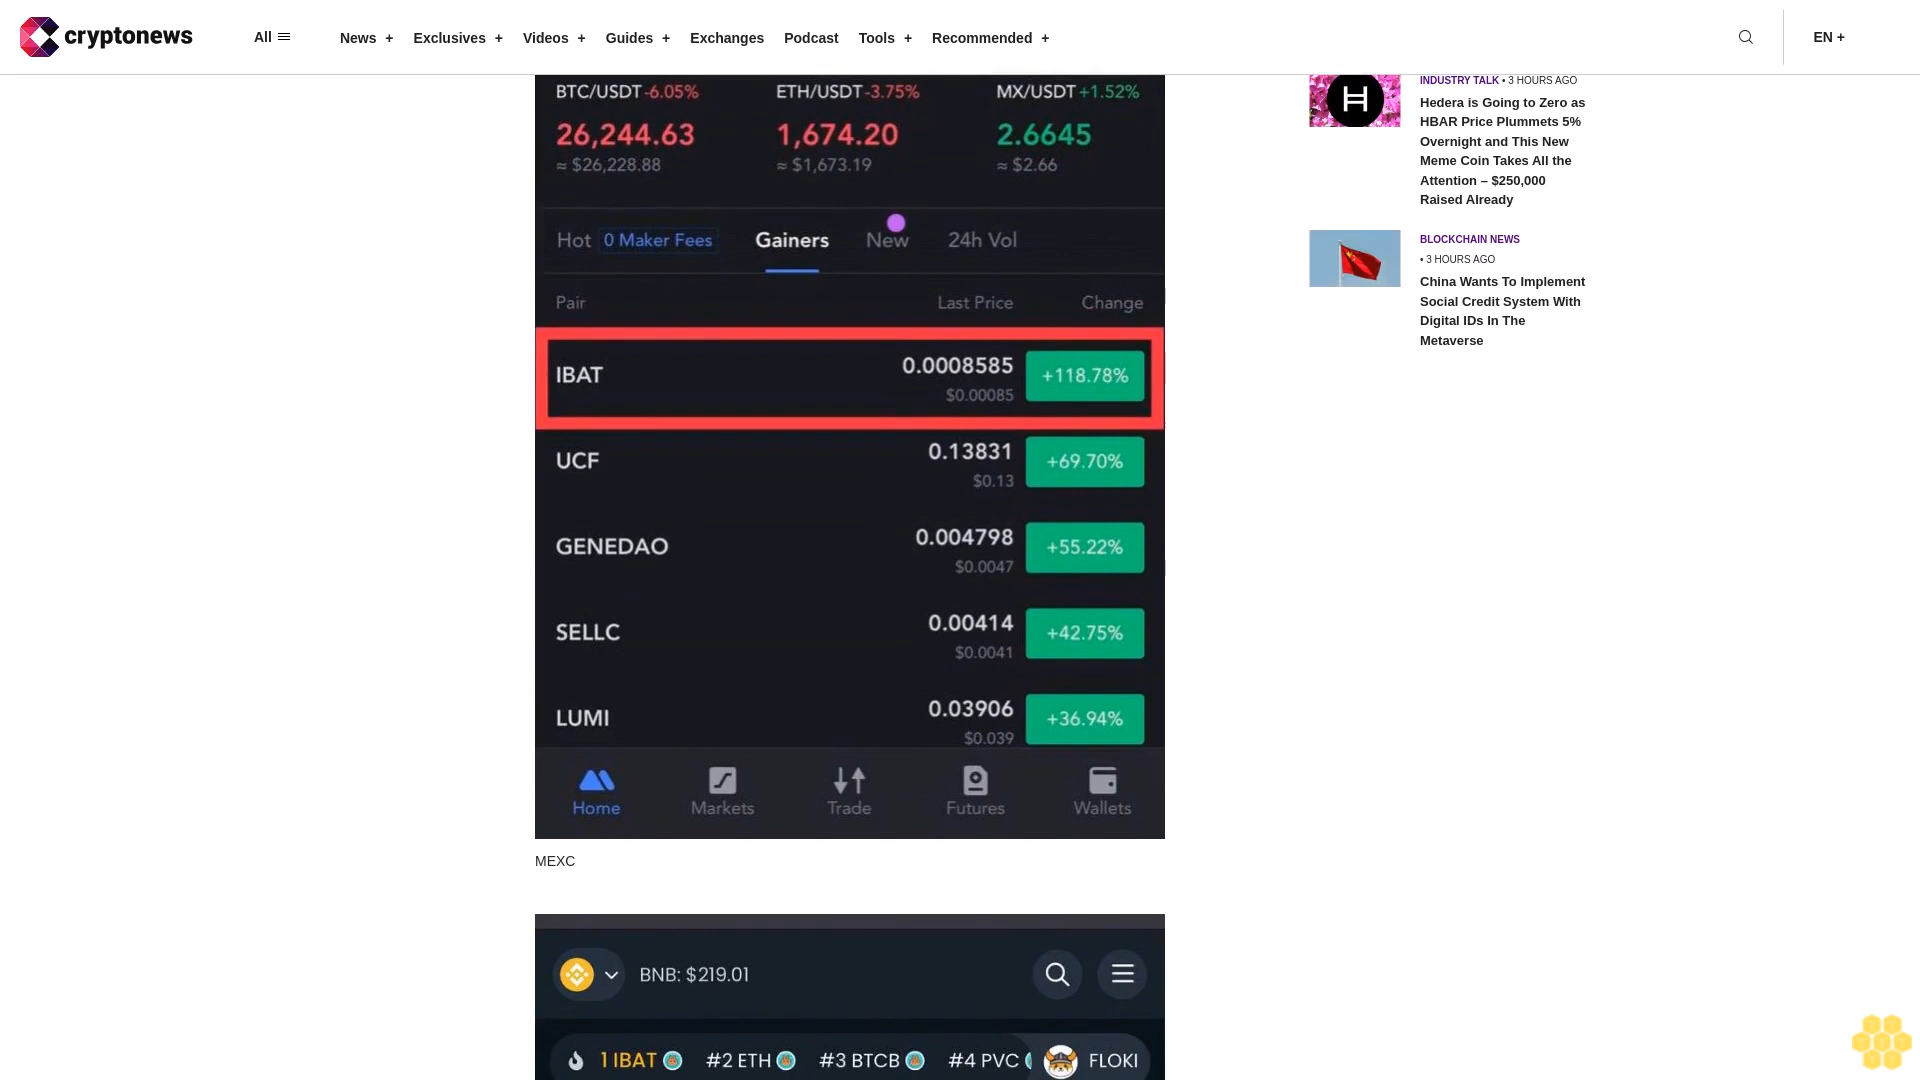 cryptonews
All
News +
Exclusives +
Videos +
Guides +
Exchanges
Podcast
Tools +
Recommended +
EN +
BTC/USDT -6.05%
ETH/USDT -3.75%
MX/USDT +1.52%
26,244.63
1,674.20
2.6645
≈ $26,228.88
≈ $1,673.19
≈ $2.66
Hot
0 Maker Fees
Gainers
New
24h Vol
Pair
Last Price
Change
IBAT
0.0008585
$0.00085
+118.78%
UCF
0.13831
$0.13
+69.70%
GENEDAO
0.004798
$0.0047
+55.22%
SELLC
0.00414
$0.0041
+42.75%
LUMI
0.03906
$0.039
+36.94%
Home
Markets
Trade
Futures
Wallets
MEXC
BNB: $219.01
1 IBAT
#2 ETH
#3 BTCB
#4 PVC
FLOKI
INDUSTRY TALK • 3 HOURS AGO
Hedera is Going to Zero as
HBAR Price Plummets 5%
Overnight and This New
Meme Coin Takes All the
Attention – $250,000
Raised Already
BLOCKCHAIN NEWS
• 3 HOURS AGO
China Wants To Implement
Social Credit System With
Digital IDs In The
Metaverse